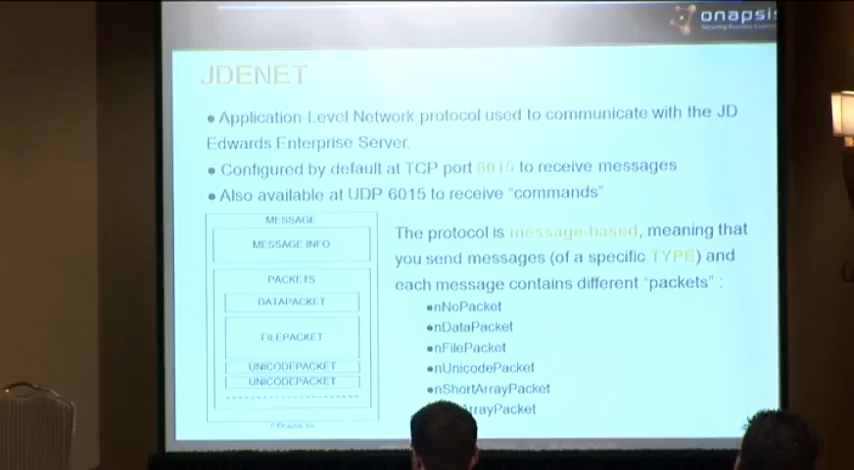 onapsis
JDENET
• Application-Level Network protocol used to communicate with the JD
Edwards Enterprise Server.
• Configured by default at TCP port 6015 to receive messages
• Also available at UDP 6015 to receive "commands"
MESSAGE
MESSAGE INFO
PACKETS
DATAPACKET
FILEPACKET
UNICODEPACKET
UNICODEPACKET
The protocol is message-based, meaning that
you send messages (of a specific TYPE) and
each message contains different "packets" :
•nNoPacket
•nDataPacket
•nFilePacket
•nUnicodePacket
•nShortArrayPacket
ArrayPacket